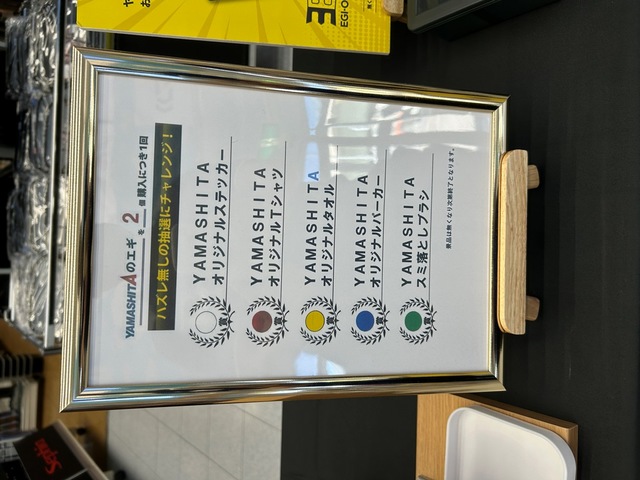 YAMASHITAのエギを 2 個 購入につき1回
ハズレ無しの抽選にチャレンジ！
賞 YAMASHITA
オリジナルステッカー
賞 YAMASHITA
オリジナルTシャツ
賞 YAMASHITA
オリジナルタオル
賞 YAMASHITA
オリジナルパーカー
賞 YAMASHITA
スミ落としブラシ
景品は無くなり次第終了となります。